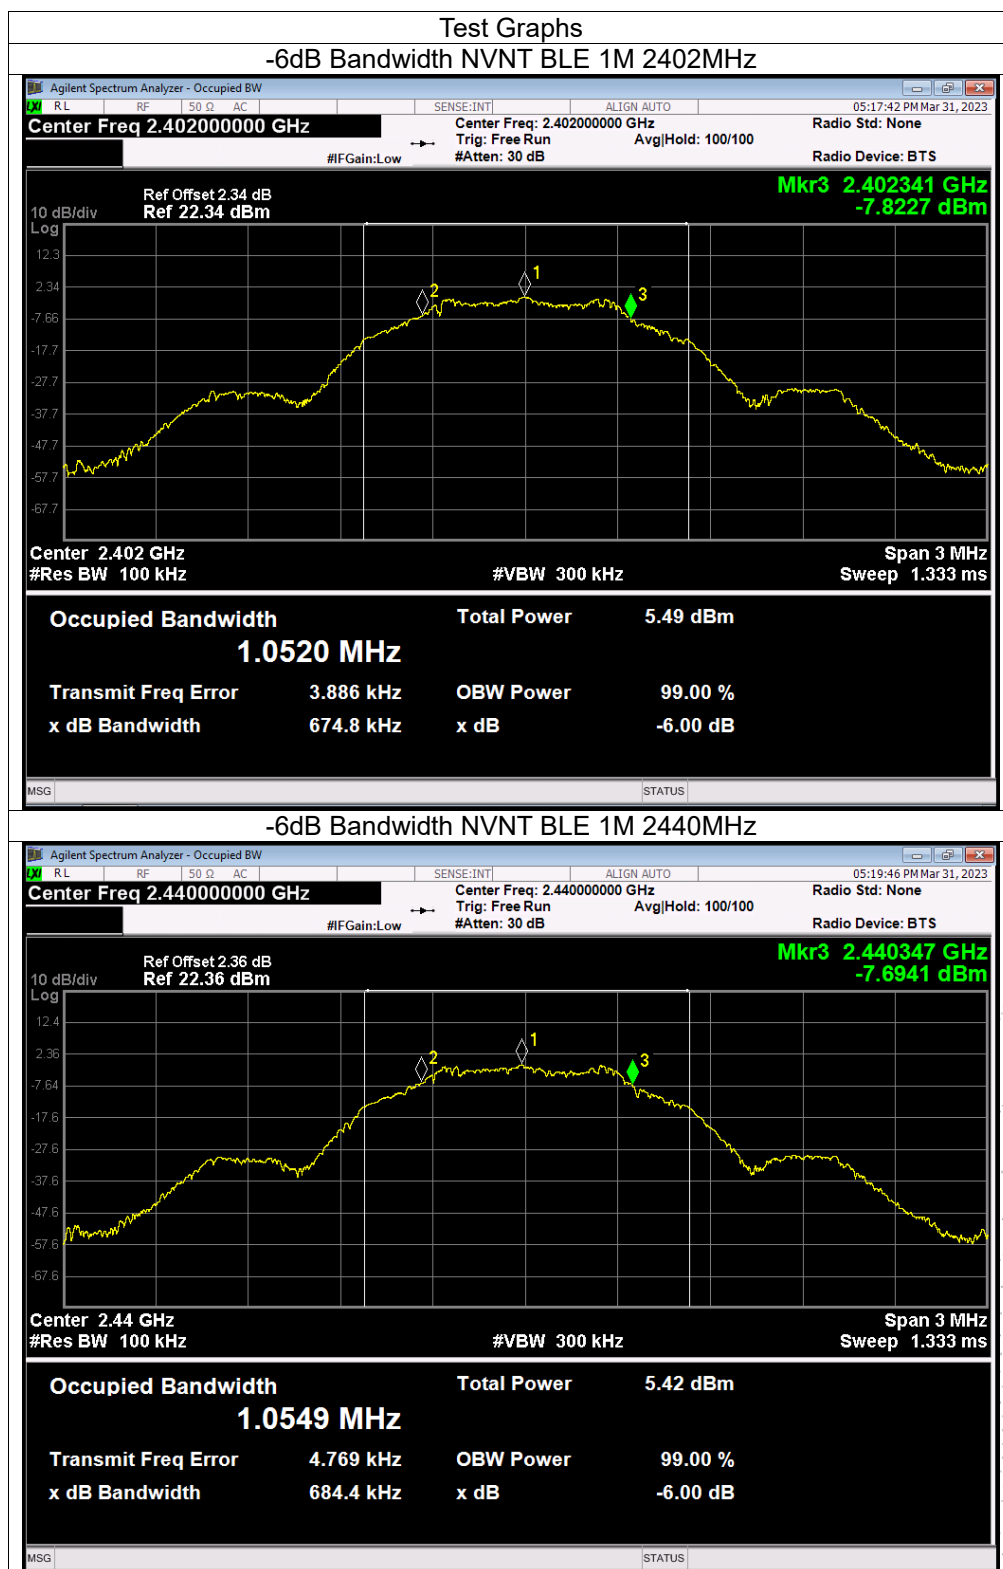 Test Graphs
-6dB Bandwidth NVNT BLE 1M 2402MHz
Agilent Spectrum Analyzer - Occupied BW
LXI RL RF 50 Ω AC SENSE:INT ALIGN AUTO 05:17:42 PM Mar 31, 2023
Center Freq 2.402000000 GHz Center Freq: 2.402000000 GHz Radio Std: None
Trig: Free Run Avg|Hold: 100/100
#IFGain:Low #Atten: 30 dB Radio Device: BTS
Mkr3 2.402341 GHz
-7.8227 dBm
Ref Offset 2.34 dB
10 dB/div Ref 22.34 dBm
Log
12.3
2.34
-7.66
-17.7
-27.7
-37.7
-47.7
-57.7
-67.7
1
2
3
Center 2.402 GHz Span 3 MHz
#Res BW 100 kHz #VBW 300 kHz Sweep 1.333 ms
Occupied Bandwidth Total Power 5.49 dBm
1.0520 MHz
Transmit Freq Error 3.886 kHz OBW Power 99.00 %
x dB Bandwidth 674.8 kHz x dB -6.00 dB
MSG STATUS
-6dB Bandwidth NVNT BLE 1M 2440MHz
Agilent Spectrum Analyzer - Occupied BW
LXI RL RF 50 Ω AC SENSE:INT ALIGN AUTO 05:19:46 PM Mar 31, 2023
Center Freq 2.440000000 GHz Center Freq: 2.440000000 GHz Radio Std: None
Trig: Free Run Avg|Hold: 100/100
#IFGain:Low #Atten: 30 dB Radio Device: BTS
Mkr3 2.440347 GHz
-7.6941 dBm
Ref Offset 2.36 dB
10 dB/div Ref 22.36 dBm
Log
12.4
2.36
-7.64
-17.6
-27.6
-37.6
-47.6
-57.6
-67.6
1
2
3
Center 2.44 GHz Span 3 MHz
#Res BW 100 kHz #VBW 300 kHz Sweep 1.333 ms
Occupied Bandwidth Total Power 5.42 dBm
1.0549 MHz
Transmit Freq Error 4.769 kHz OBW Power 99.00 %
x dB Bandwidth 684.4 kHz x dB -6.00 dB
MSG STATUS